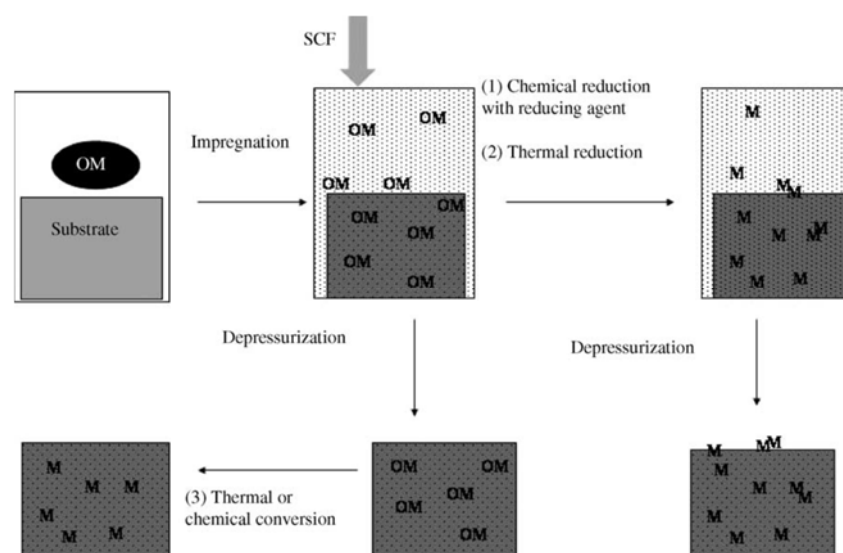 SCF
(1) Chemical reduction
with reducing agent
(2) Thermal reduction
Impregnation
OM
Substrate
OM OM
OM OM
OM
OM
OM
OM
OM
M
M
M M
M
M M M
M
M M
Depressurization
Depressurization
M
M M
M
M M
(3) Thermal or
chemical conversion
OM OM
OM
OM
OM
M M M
M
M M M
M
M M